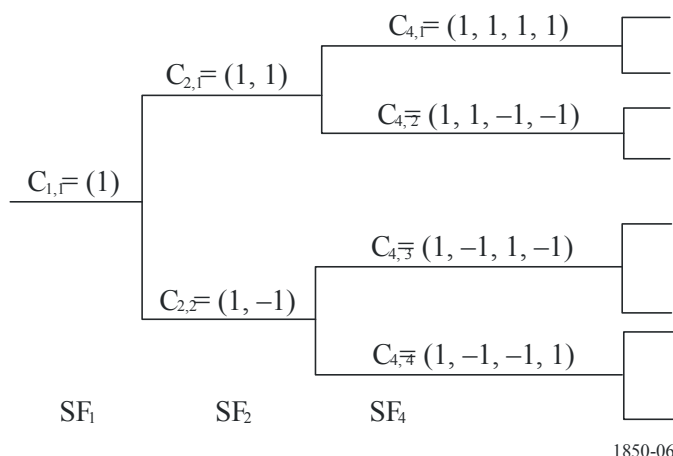 C4,1= (1, 1, 1, 1)
C2,1= (1, 1)
C4,2= (1, 1, –1, –1)
C1,1= (1)
C4,3= (1, –1, 1, –1)
C2,2= (1, –1)
C4,4= (1, –1, –1, 1)
SF1 SF2 SF4
1850-06